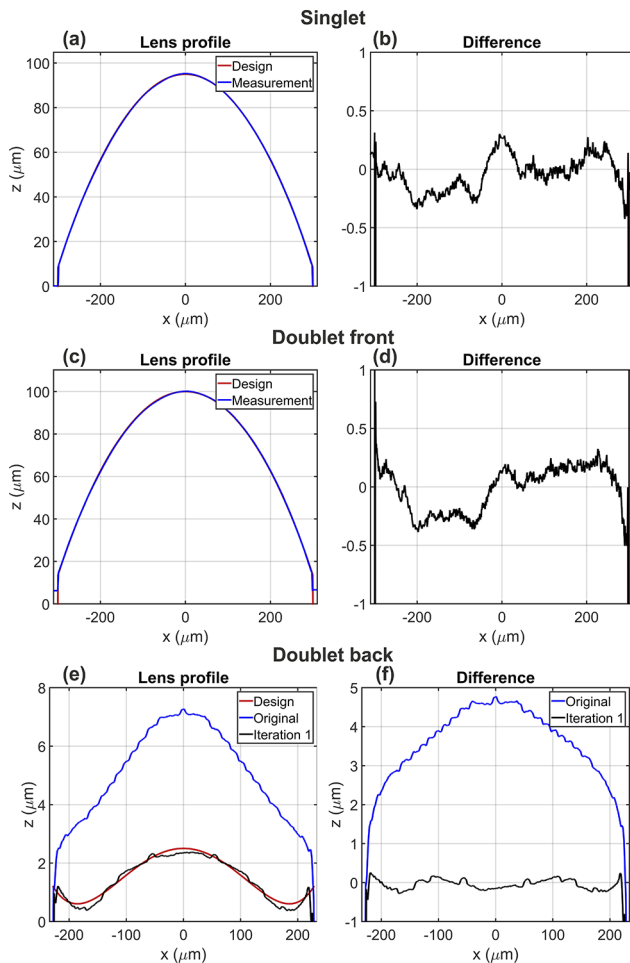 Singlet
(a) Lens profile
Design
Measurement
z (μm)
100
80
60
40
20
0
-200 0 200
x (μm)
(b) Difference
1
0.5
0
-0.5
-1
-200 0 200
x (μm)
Doublet front
(c) Lens profile
Design
Measurement
z (μm)
100
80
60
40
20
0
-200 0 200
x (μm)
(d) Difference
1
0.5
0
-0.5
-1
-200 0 200
x (μm)
Doublet back
(e) Lens profile
Design
Original
Iteration 1
z (μm)
8
6
4
2
0
-200 -100 0 100 200
x (μm)
(f) Difference
Original
Iteration 1
z (μm)
5
4
3
2
1
0
-1
-200 -100 0 100 200
x (μm)